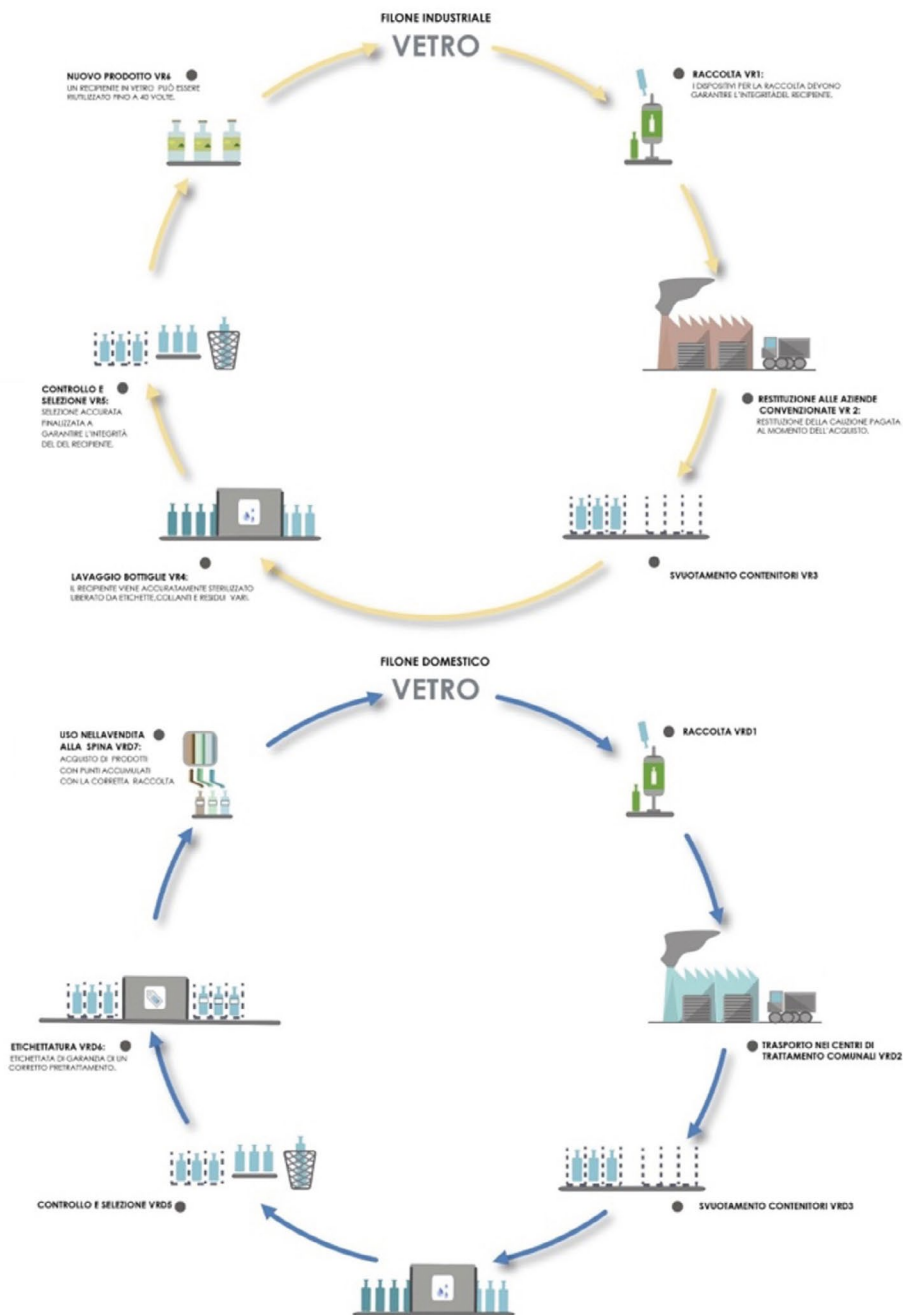 FILONE INDUSTRIALE
VETRO
NUOVO PRODOTTO VR6
UN RECIPIENTE IN VETRO PUÒ ESSERE
RIUTILIZZATO FINO A 40 VOLTE.
RACCOLTA VR1:
I DISPOSITIVI PER LA RACCOLTA DEVONO
GARANTIRE L'INTEGRITÀDEL RECIPIENTE.
CONTROLLO E
SELEZIONE VR5:
SELEZIONE ACCURATA
FINALIZZATA A
GARANTIRE L'INTEGRITÀ
DEL DEL RECIPIENTE.
RESTITUZIONE ALLE AZIENDE
CONVENZIONATE VR 2:
RESTITUZIONE DELLA CAUZIONE PAGATA
AL MOMENTO DELL'ACQUISTO.
LAVAGGIO BOTTIGLIE VR4:
IL RECIPIENTE VIENE ACCURATAMENTE STERILIZZATO
LIBERATO DA ETICHETTE,COLLANTI E RESIDUI VARI.
SVUOTAMENTO CONTENITORI VR3
FILONE DOMESTICO
VETRO
USO NELLAVENDITA
ALLA SPINA VRD7:
ACQUISTO DI PRODOTTI
CON PUNTI ACCUMULATI
CON LA CORRETTA RACCOLTA
RACCOLTA VRD1
ETICHETTATURA VRD6:
ETICHETTATA DI GARANZIA DI UN
CORRETTO PRETRATTAMENTO.
TRASPORTO NEI CENTRI DI
TRATTAMENTO COMUNALI VRD2
CONTROLLO E SELEZIONE VRD5
SVUOTAMENTO CONTENITORI VRD3